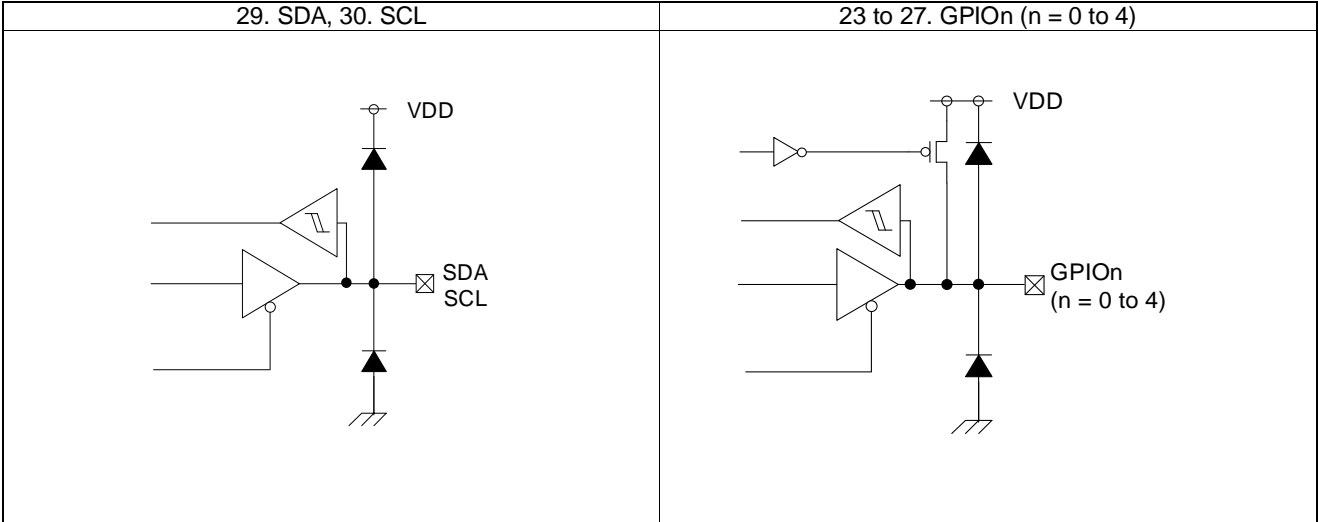 29. SDA, 30. SCL
23 to 27. GPIOn (n = 0 to 4)
VDD
SDA
SCL
VDD
GPIOn
(n = 0 to 4)